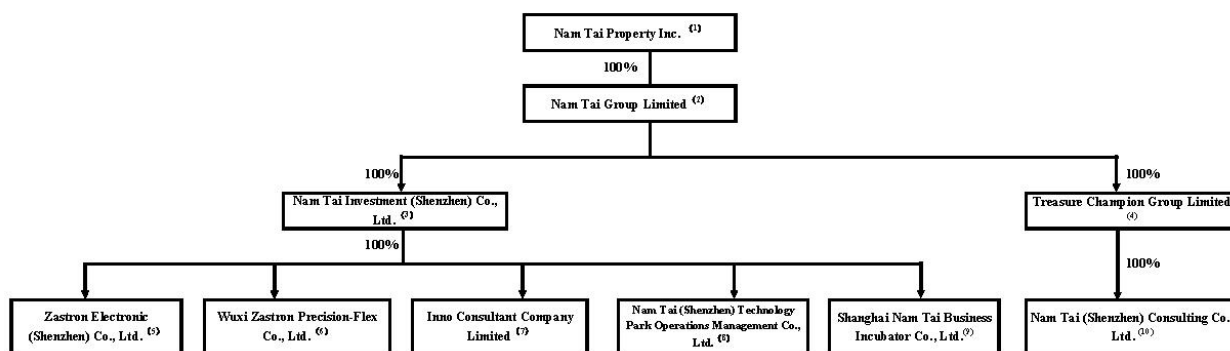 Nam Tai Property Inc. (1)
100%
Nam Tai Group Limited (2)
100%
100%
Nam Tai Investment (Shenzhen) Co.,
Ltd. (3)
Treasure Champion Group Limited
(4)
100%
100%
Zastron Electronic
(Shenzhen) Co., Ltd. (5)
Wuxi Zastron Precision-Flex
Co., Ltd. (6)
Inno Consultant Company
Limited (7)
Nam Tai (Shenzhen) Technology
Park Operations Management Co.,
Ltd. (8)
Shanghai Nam Tai Business
Incubator Co., Ltd. (9)
Nam Tai (Shenzhen) Consulting Co.
Ltd. (10)